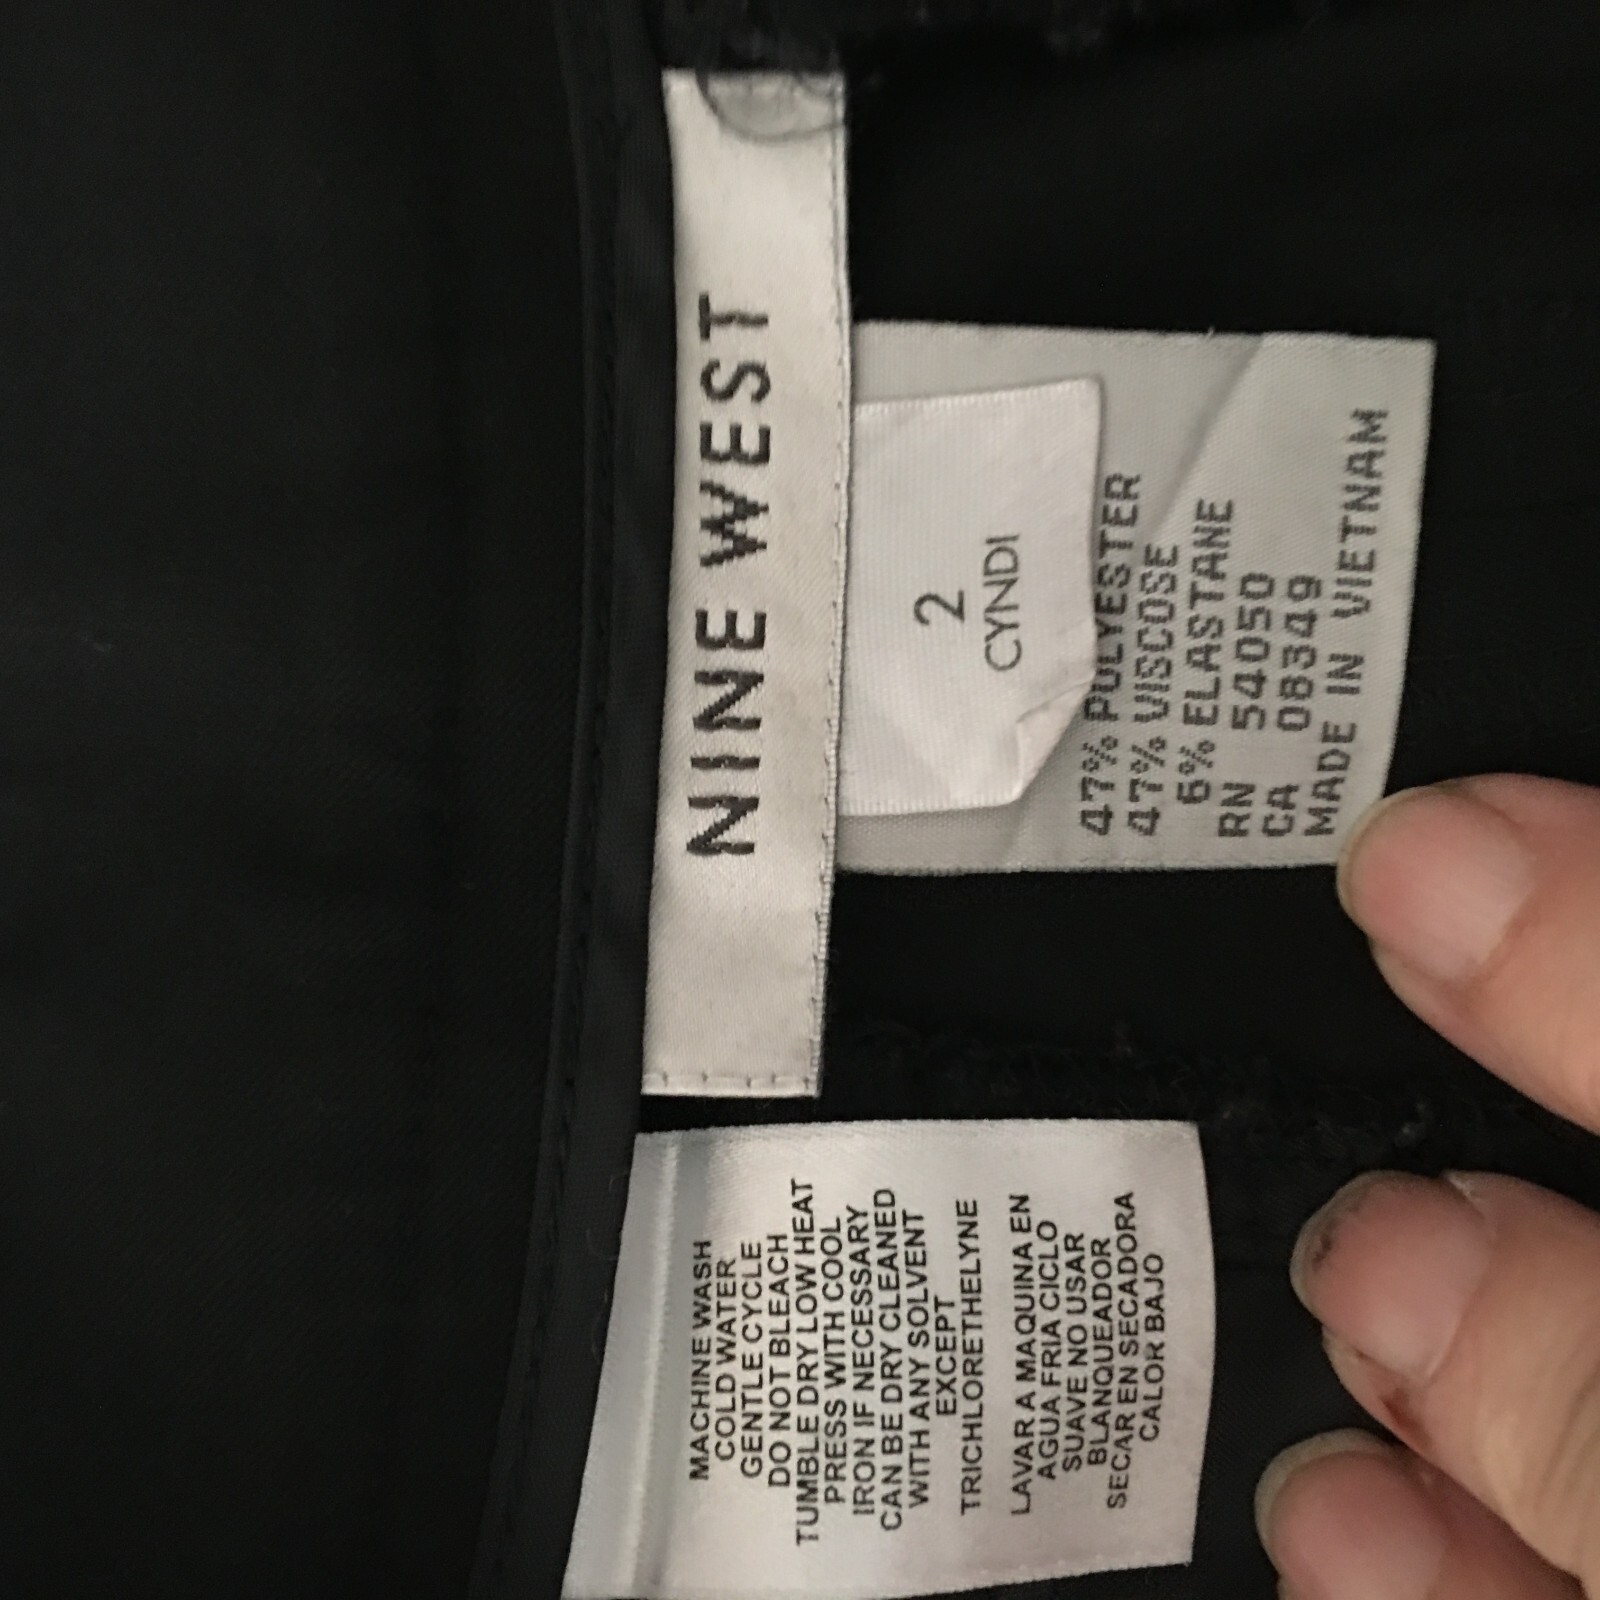 NINE WEST
2
CYNDI
47% POLYESTER
47% VISCOSE
6% ELASTANE
RN 54050
CA 08349
MADE IN VIETNAM
MACHINE WASH
COLD WATER
GENTLE CYCLE
DO NOT BLEACH
TUMBLE DRY LOW HEAT
PRESS WITH COOL
IRON IF NECESSARY
CAN BE DRY CLEANED
WITH ANY SOLVENT
EXCEPT
TRICHLORETHELYNE
LAVAR A MAQUINA EN
AGUA FRIA CICLO
SUAVE NO USAR
BLANQUEADOR
SECAR EN SECADORA
CALOR BAJO